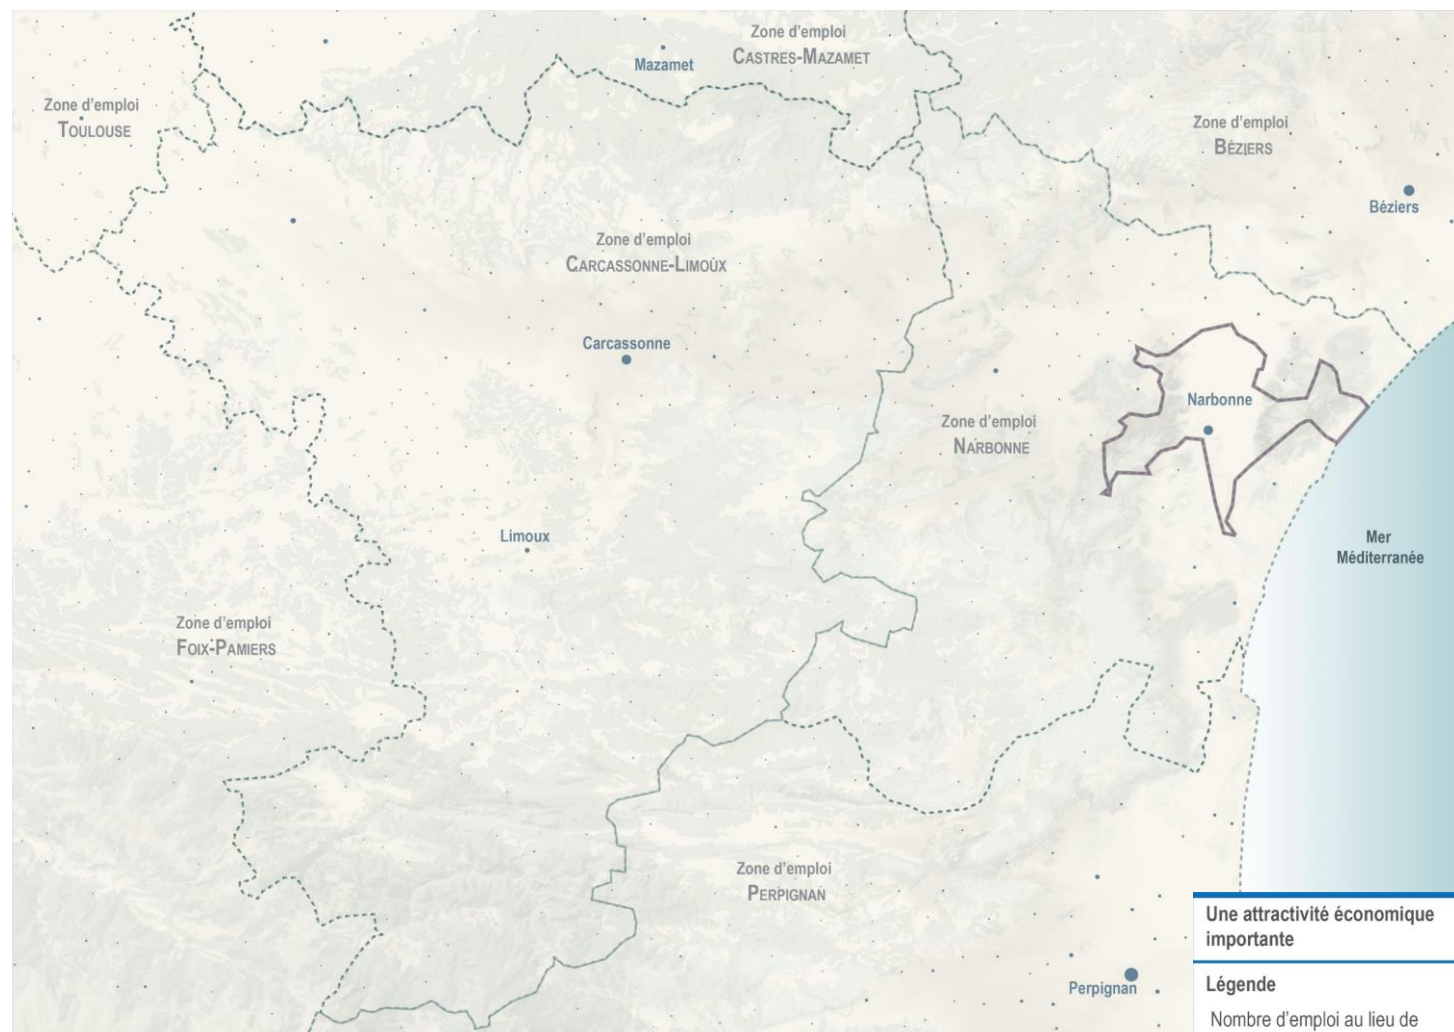 Zone d'emploi
CASTRES-MAZAMET
Mazamet
Zone d'emploi
TOULOUSE
Zone d'emploi
BÉZIERS
Béziers
Zone d'emploi
CARCASSONNE-LIMOUX
Carcassonne
Narbonne
Zone d'emploi
NARBONNE
Limoux
Mer
Méditerranée
Zone d'emploi
FOIX-PAMIERS
Zone d'emploi
PERPIGNAN
Perpignan
Une attractivité économique
importante
Légende
Nombre d'emploi au lieu de